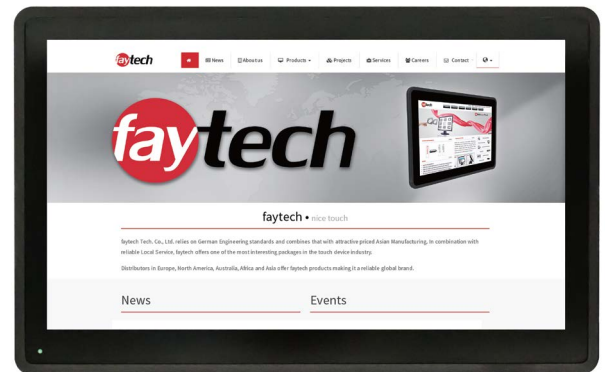 faytech
News About us Products Projects Services Careers Contact
faytech
faytech • nice touch
faytech Tech. Co., Ltd. relies on German Engineering standards and combines that with attractive priced Asian Manufacturing, In combination with
reliable Local Service, faytech offers one of the most interesting packages in the touch device industry.
Distributors in Europe, North America, Australia, Africa and Asia offer faytech products making it a reliable global brand.
News Events